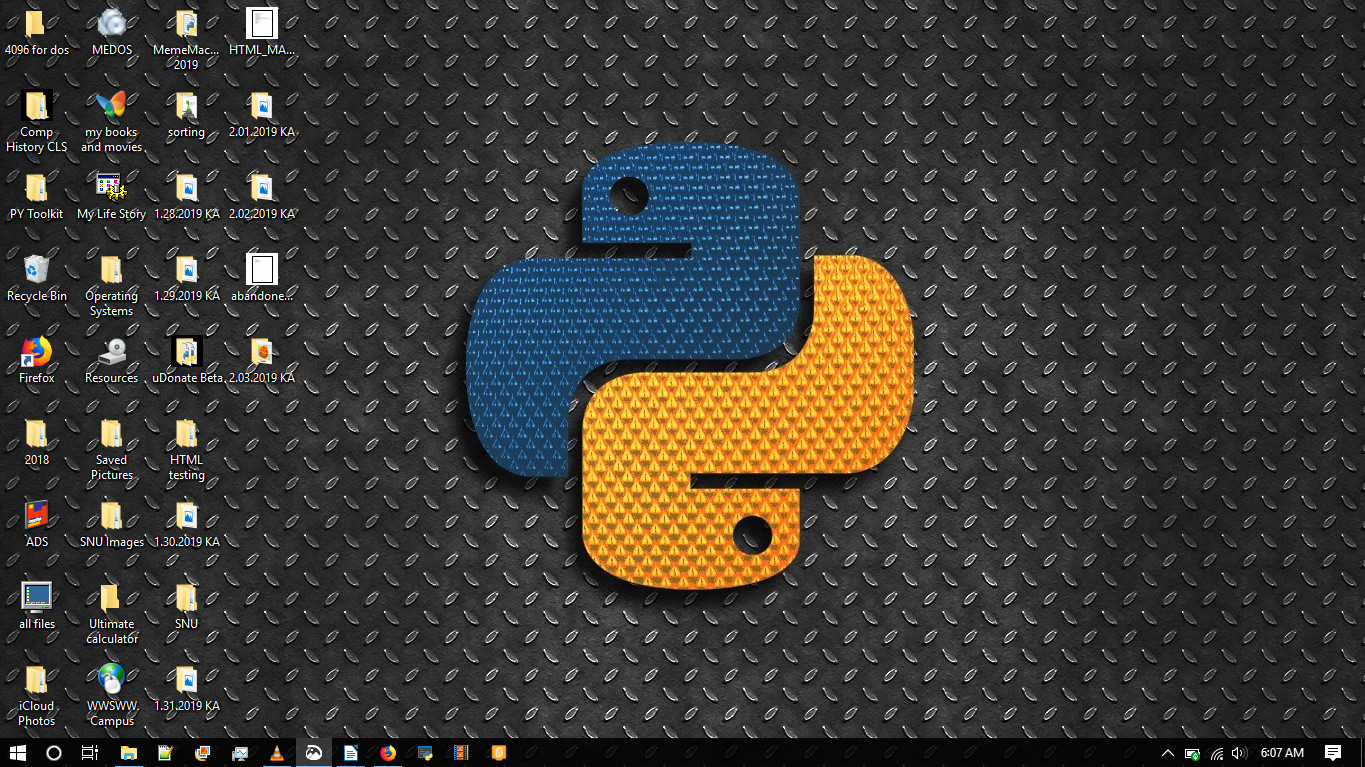 4096 for dos
MEDOS
MemeMac...
2019
HTML_MA...
Comp
History CLS
my books
and movies
sorting
2.01.2019 KA
PY Toolkit
My Life Story
1.28.2019 KA
2.02.2019 KA
Recycle Bin
Operating
Systems
1.29.2019 KA
abandone...
Firefox
Resources
uDonate Beta
2.03.2019 KA
2018
Saved
Pictures
HTML
testing
ADS
SNU Images
1.30.2019 KA
all files
Ultimate
calculator
SNU
iCloud
Photos
WWSWW.
Campus
1.31.2019 KA
6:07 AM